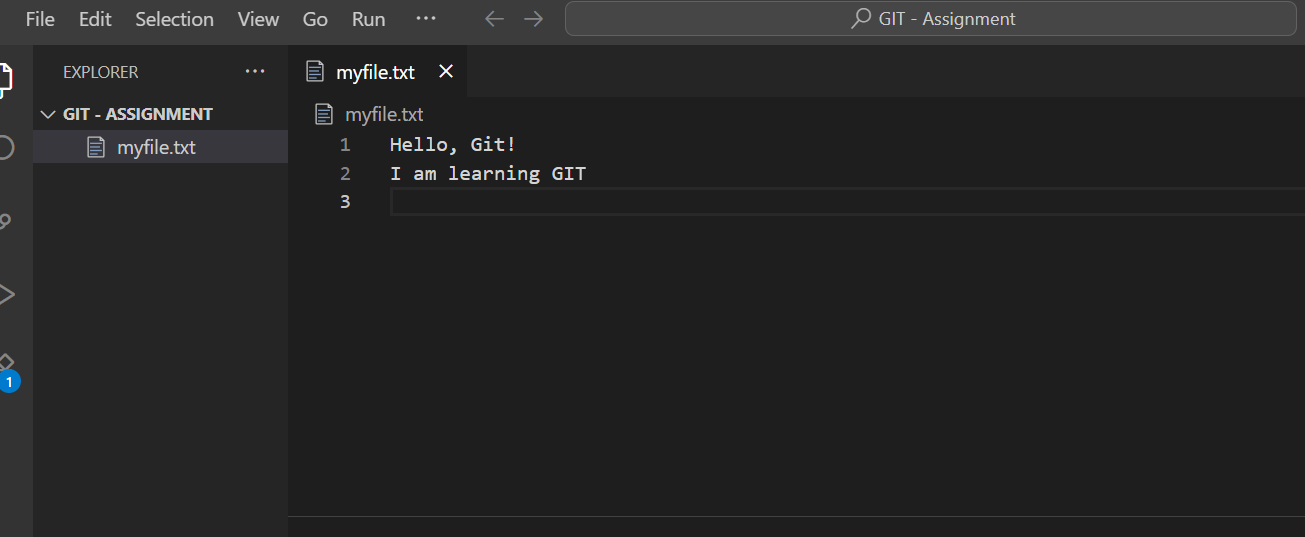 File Edit Selection View Go Run ··· GIT - Assignment
EXPLORER ···
myfile.txt
GIT - ASSIGNMENT
myfile.txt
myfile.txt
1 Hello, Git!
2 I am learning GIT
3
1